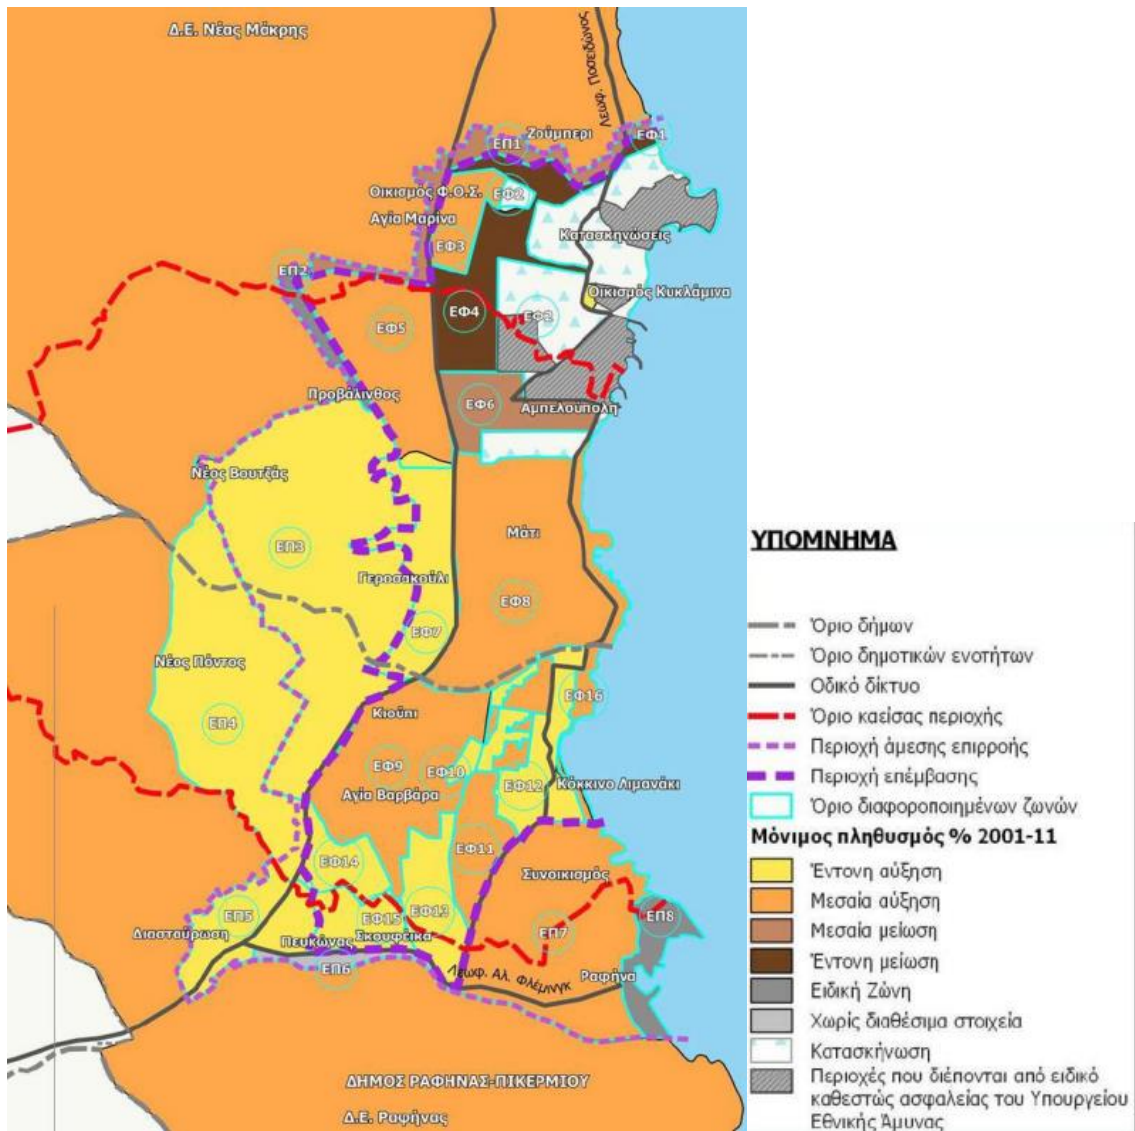 Δ.Ε. Νέας Μάκρης
Λεωφ. Ποσειδώνος
Ζούμπερι
ΕΦ1
ΕΠ1
Οικισμός Φ.Ο.Σ.
ΕΦ2
Αγία Μαρίνα
Κατασκηνώσεις
ΕΦ3
ΕΠ2
Οικισμός Κυκλάμινα
ΕΦ4
ΕΦ2
ΕΦ5
Προβάλινθος
ΕΦ6
Αμπελούπολη
Νέος Βουτζάς
Μάτι
ΕΠ3
Γεροσακούλι
ΕΦ8
ΕΦ7
Νέος Πόντος
ΕΦ16
ΕΠ4
Κιούπι
ΕΦ9
ΕΦ10
ΕΦ12
Κόκκινο Λιμανάκι
Αγία Βαρβάρα
ΕΦ11
ΕΦ14
Συνοικισμός
ΕΠ5
ΕΦ15
ΕΦ13
ΕΠ8
Διασταύρωση
Πευκώνας
Σκουφέικα
ΕΠ7
ΕΠ6
Λεωφ. Αλ. Φλέμινγκ
Ραφήνα
ΔΗΜΟΣ ΡΑΦΗΝΑΣ-ΠΙΚΕΡΜΙΟΥ
Δ.Ε. Ραφήνας
ΥΠΟΜΝΗΜΑ
Όριο δήμων
Όριο δημοτικών ενοτήτων
Οδικό δίκτυο
Όριο καείσας περιοχής
Περιοχή άμεσης επιρροής
Περιοχή επέμβασης
Όριο διαφοροποιημένων ζωνών
Μόνιμος πληθυσμός % 2001-11
Έντονη αύξηση
Μεσαία αύξηση
Μεσαία μείωση
Έντονη μείωση
Ειδική Ζώνη
Χωρίς διαθέσιμα στοιχεία
Κατασκήνωση
Περιοχές που διέπονται από ειδικό
καθεστώς ασφαλείας του Υπουργείου
Εθνικής Άμυνας